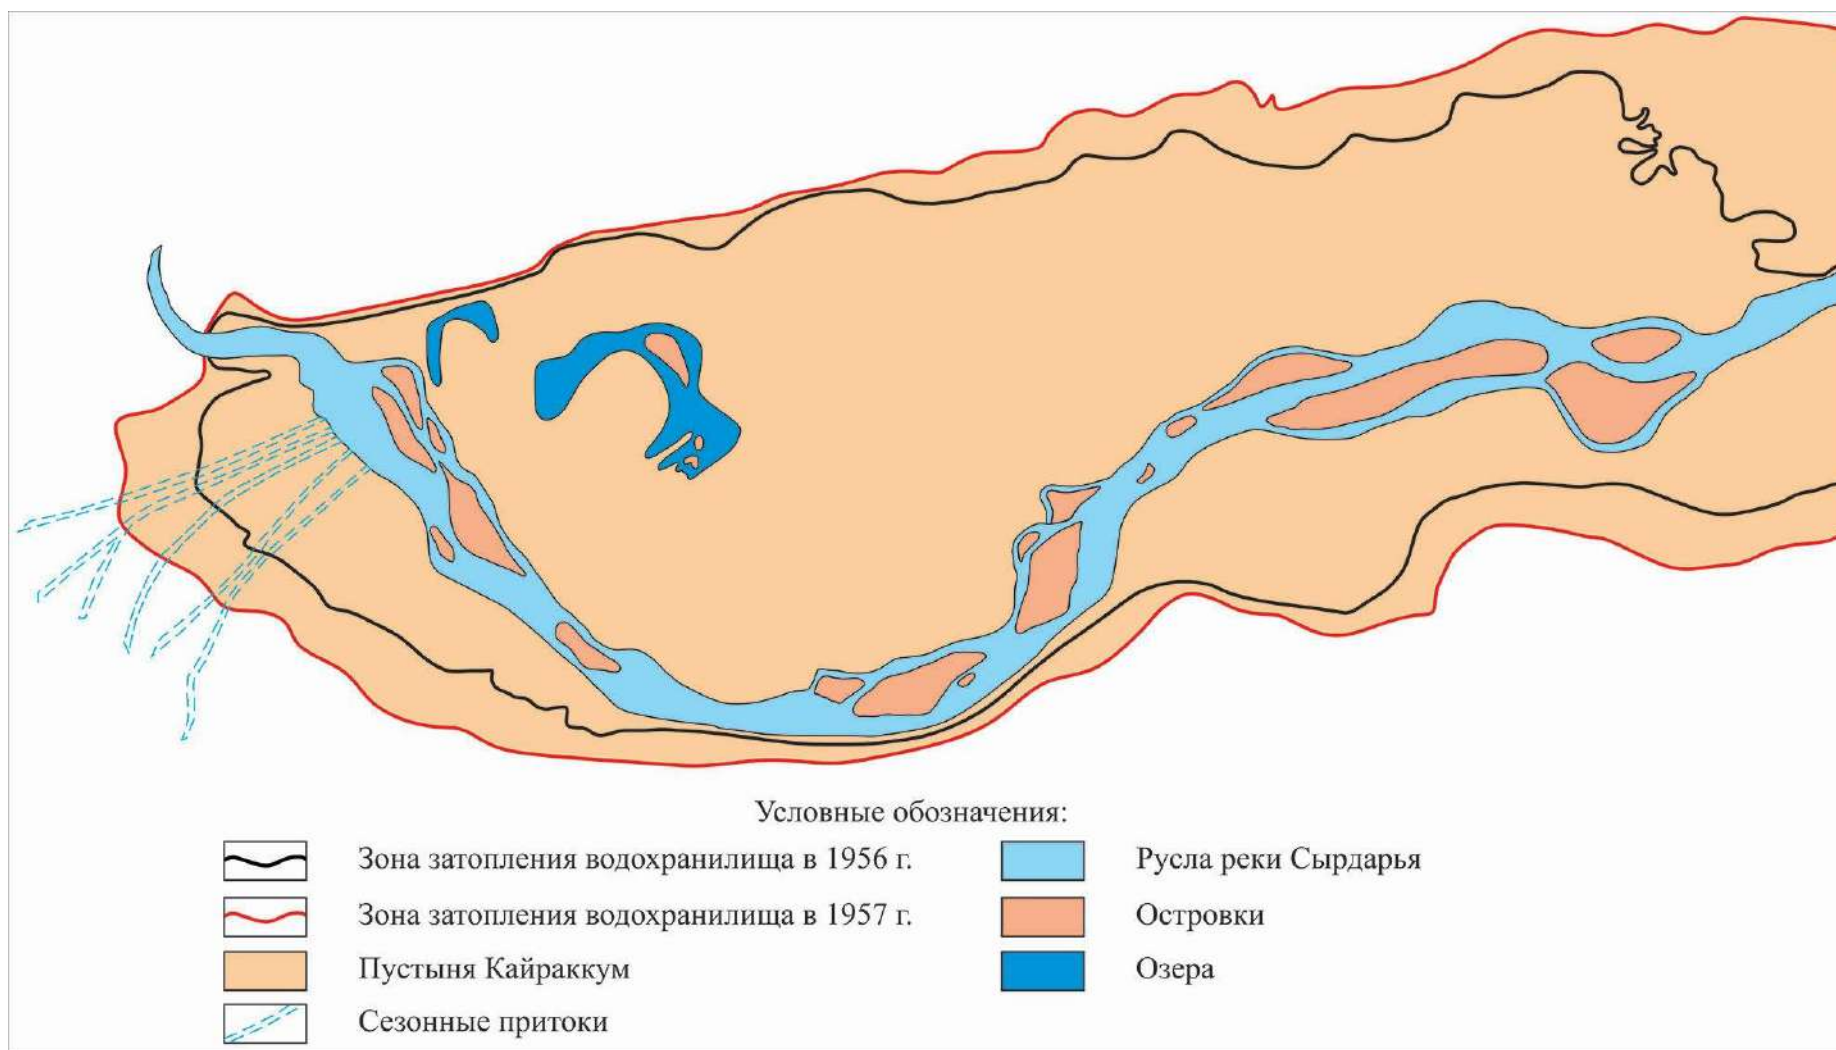 Условные обозначения:
Зона затопления водохранилища в 1956 г.
Зона затопления водохранилища в 1957 г.
Пустыня Кайраккум
Сезонные притоки
Русла реки Сырдарья
Островки
Озера